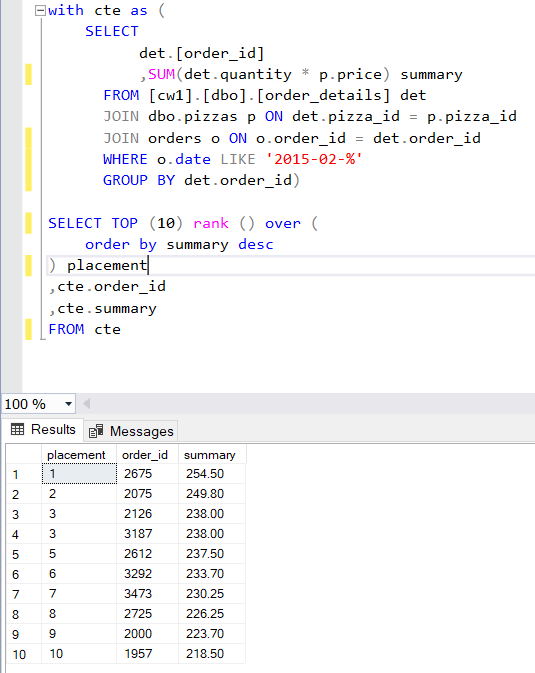 with cte as (
SELECT
det.[order_id]
,SUM(det.quantity * p.price) summary
FROM [cw1].[dbo].[order_details] det
JOIN dbo.pizzas p ON det.pizza_id = p.pizza_id
JOIN orders o ON o.order_id = det.order_id
WHERE o.date LIKE '2015-02-%'
GROUP BY det.order_id)
SELECT TOP (10) rank () over (
order by summary desc
) placement
,cte.order_id
,cte.summary
FROM cte
100 %
Results Messages
placement order_id summary
1 1 2675 254.50
2 2 2075 249.80
3 3 2126 238.00
4 3 3187 238.00
5 5 2612 237.50
6 6 3292 233.70
7 7 3473 230.25
8 8 2725 226.25
9 9 2000 223.70
10 10 1957 218.50